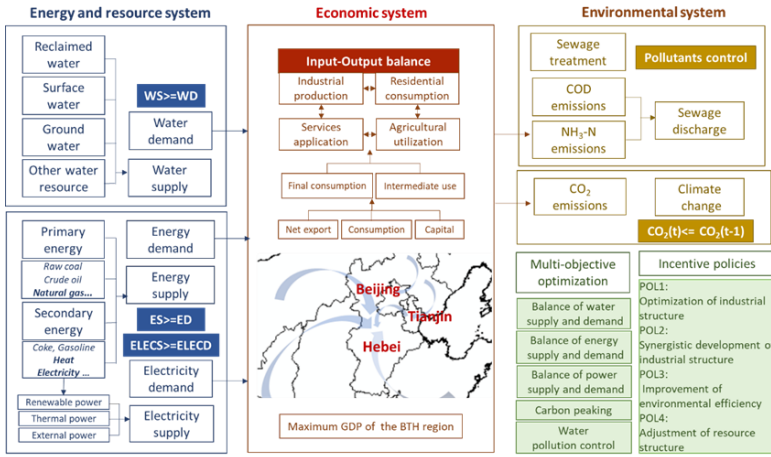 Energy and resource system
Reclaimed
water
Surface
water
Ground
water
Other water
resource
WS>=WD
Water
demand
Water
supply
Primary
energy
Raw coal
Crude oil
Natural gas...
Secondary
energy
Coke, Gasoline
Heat
Electricity ...
Renewable power
Thermal power
External power
Energy
demand
Energy
supply
ES>=ED
ELECS>=ELECD
Electricity
demand
Electricity
supply
Economic system
Input-Output balance
Industrial
production
Residential
consumption
Services
application
Agricultural
utilization
Final consumption
Intermediate use
Net export
Consumption
Capital
Beijing
Tianjin
Hebei
Maximum GDP of the BTH region
Environmental system
Sewage
treatment
Pollutants control
COD
emissions
NH₃-N
emissions
Sewage
discharge
CO₂
emissions
Climate
change
CO₂(t)<= CO₂(t-1)
Multi-objective
optimization
Balance of water
supply and demand
Balance of energy
supply and demand
Balance of power
supply and demand
Carbon peaking
Water
pollution control
Incentive policies
POL1:
Optimization of industrial
structure
POL2:
Synergistic development of
industrial structure
POL3:
Improvement of
environmental efficiency
POL4:
Adjustment of resource
structure